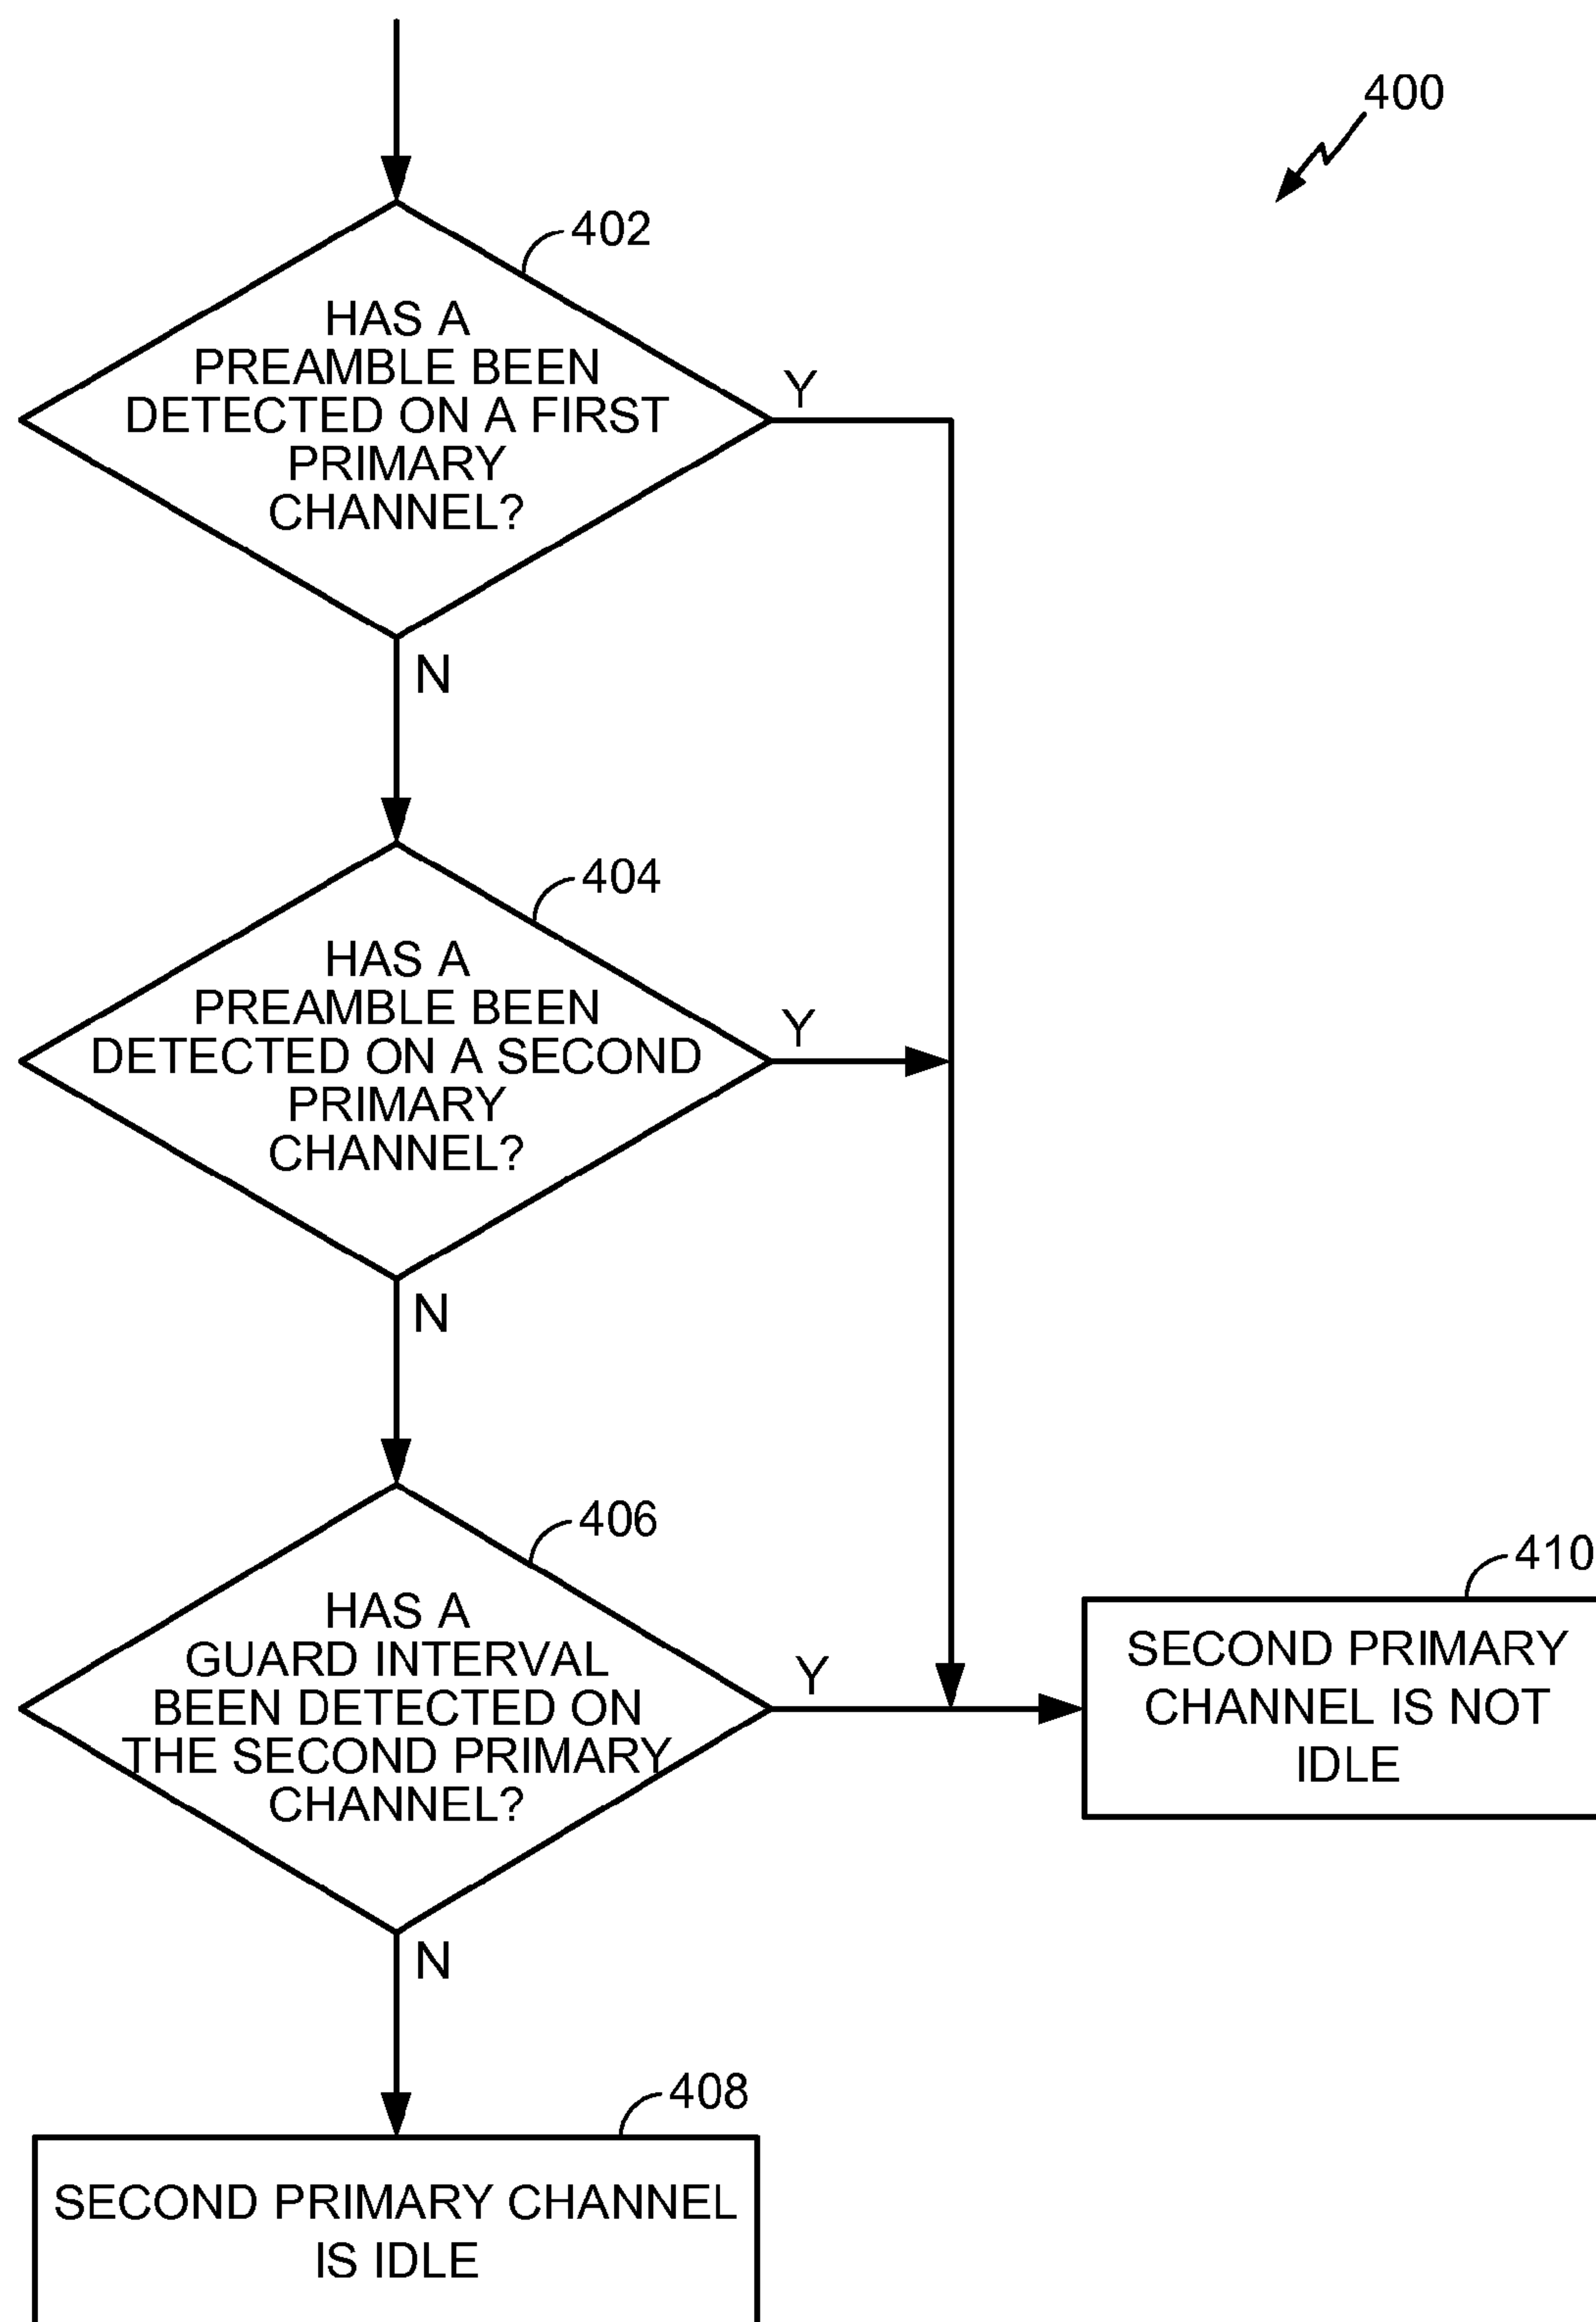 400
402
HAS A
PREAMBLE BEEN
DETECTED ON A FIRST
PRIMARY
CHANNEL?
Y
N
404
HAS A
PREAMBLE BEEN
DETECTED ON A SECOND
PRIMARY
CHANNEL?
Y
N
406
HAS A
GUARD INTERVAL
BEEN DETECTED ON
THE SECOND PRIMARY
CHANNEL?
Y
N
410
SECOND PRIMARY
CHANNEL IS NOT
IDLE
408
SECOND PRIMARY CHANNEL
IS IDLE